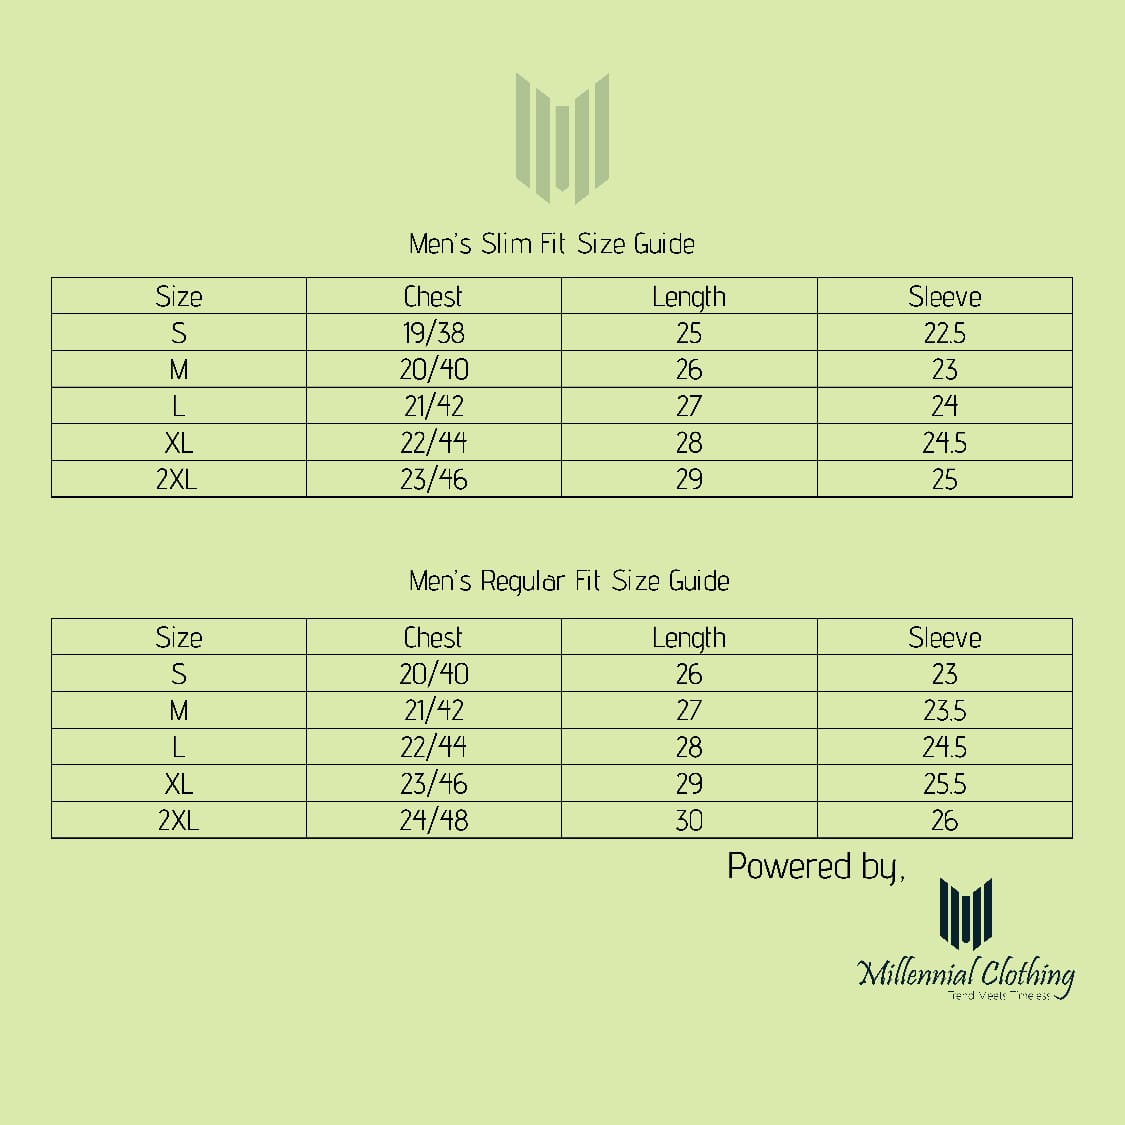 Men's Slim Fit Size Guide
Size Chest Length Sleeve
S 19/38 25 22.5
M 20/40 26 23
L 21/42 27 24
XL 22/44 28 24.5
2XL 23/46 29 25
Men's Regular Fit Size Guide
Size Chest Length Sleeve
S 20/40 26 23
M 21/42 27 23.5
L 22/44 28 24.5
XL 23/46 29 25.5
2XL 24/48 30 26
Powered by,
Millennial Clothing
Trend Meets Timeless